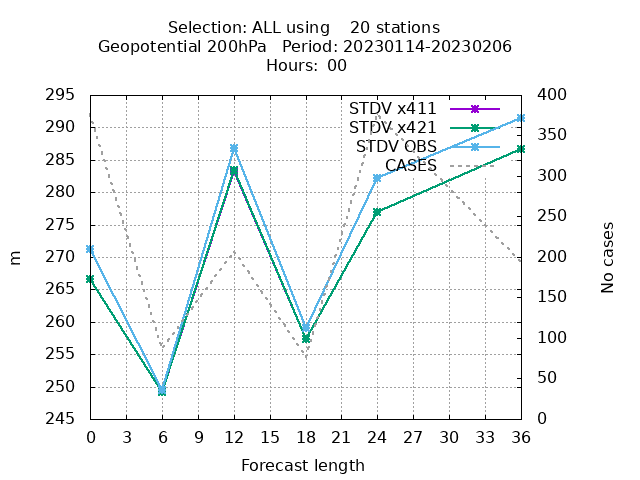 Selection: ALL using    20 stations
Geopotential 200hPa   Period: 20230114-20230206
Hours:  00
295
290
285
280
275
270
265
260
255
250
245
400
350
300
250
200
150
100
50
0
STDV x411
STDV x421
STDV OBS
CASES
m
No cases
0 3 6 9 12 15 18 21 24 27 30 33 36
Forecast length